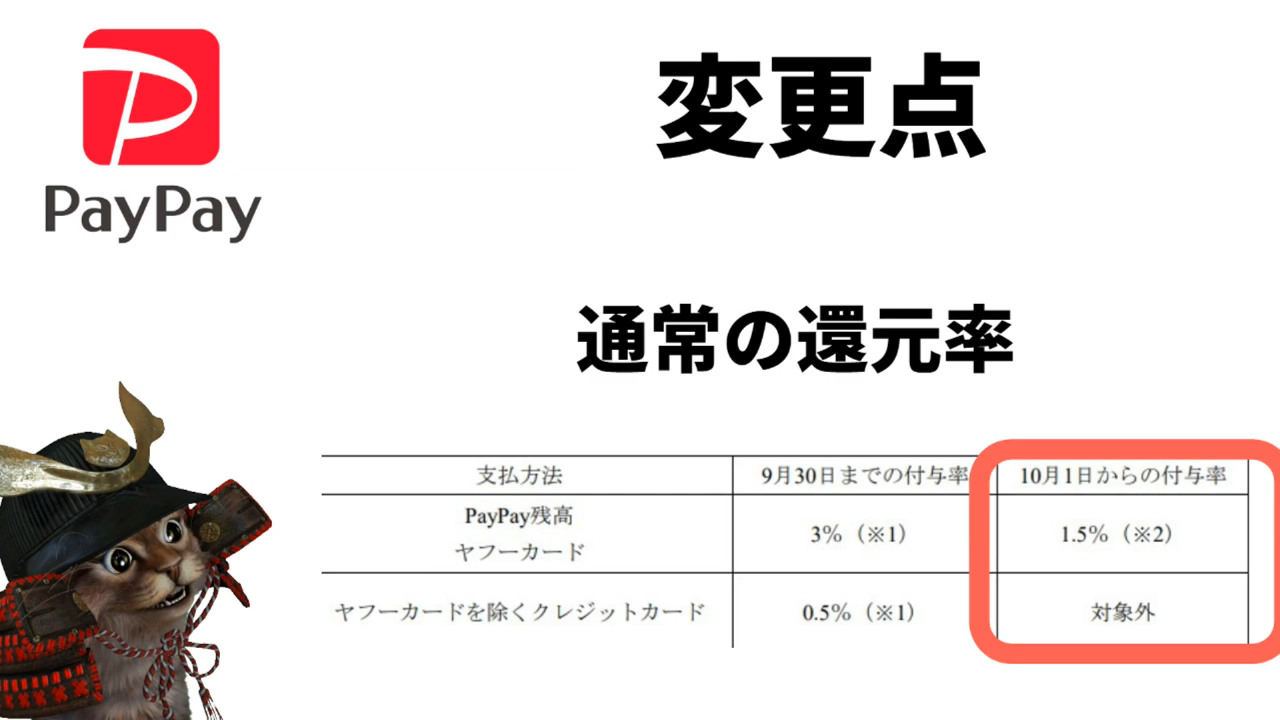 PayPay
変更点
通常の還元率
支払方法 9月30日までの付与率 10月1日からの付与率
PayPay残高
ヤフーカード
3%（※1） 1.5%（※2）
ヤフーカードを除くクレジットカード 0.5%（※1） 対象外